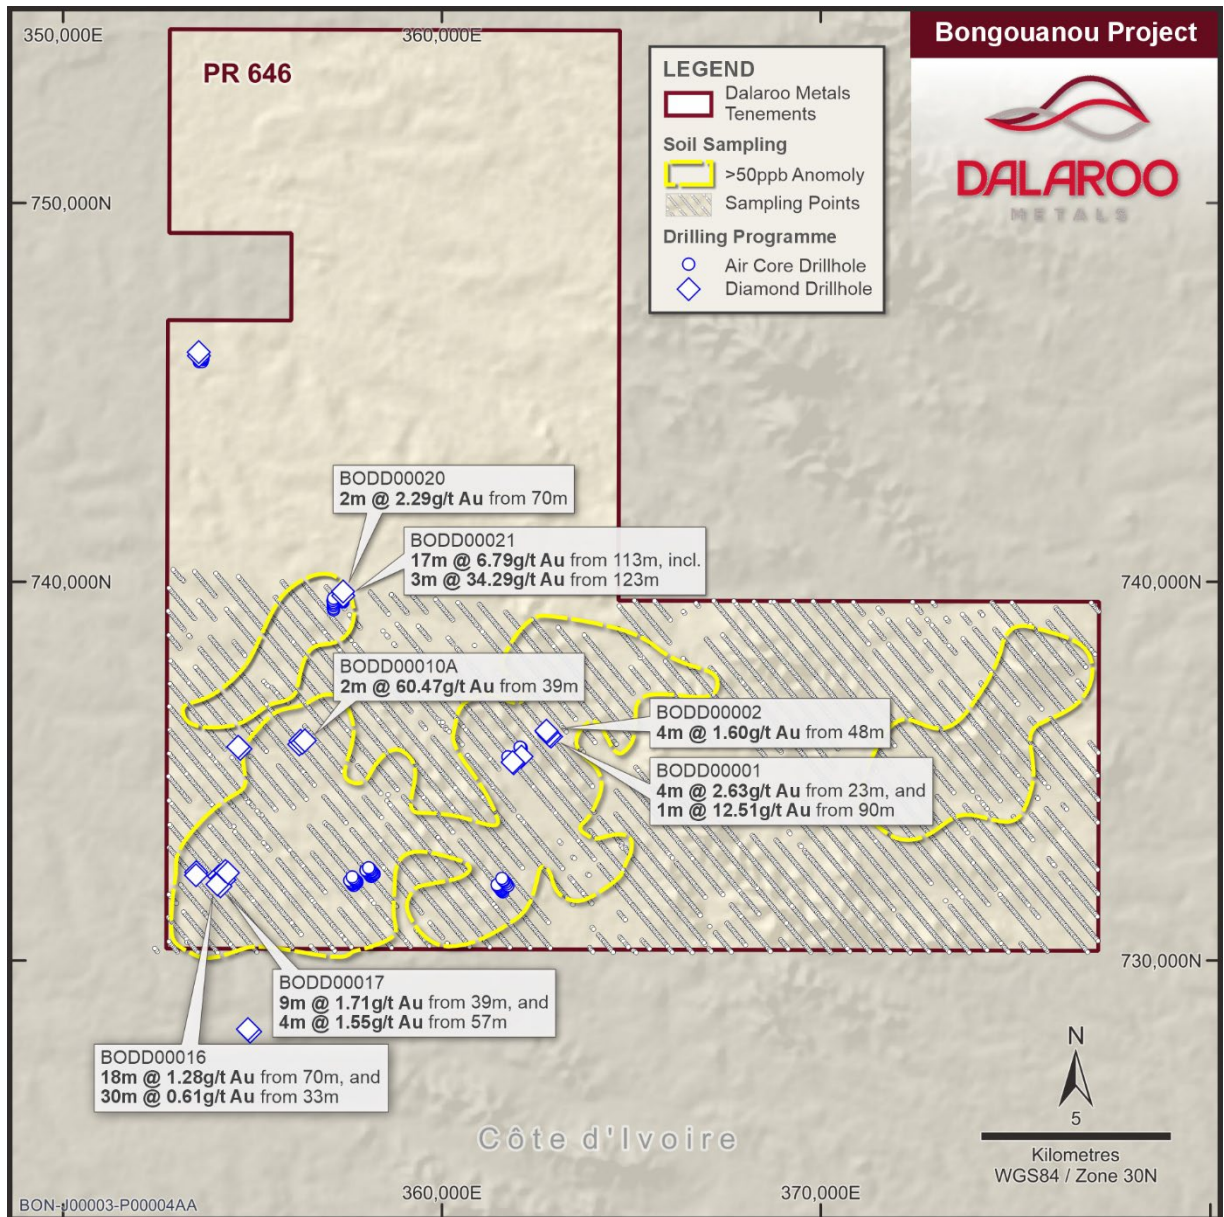 350,000E
360,000E
Bongouanou Project
PR 646
LEGEND
Dalaroo Metals
Tenements
Soil Sampling
>50ppb Anomoly
Sampling Points
Drilling Programme
Air Core Drillhole
Diamond Drillhole
DALAROO
METALS
750,000N
BODD00020
2m @ 2.29g/t Au from 70m
BODD00021
17m @ 6.79g/t Au from 113m, incl.
3m @ 34.29g/t Au from 123m
740,000N
740,000N
BODD00010A
2m @ 60.47g/t Au from 39m
BODD00002
4m @ 1.60g/t Au from 48m
BODD00001
4m @ 2.63g/t Au from 23m, and
1m @ 12.51g/t Au from 90m
730,000N
BODD00017
9m @ 1.71g/t Au from 39m, and
4m @ 1.55g/t Au from 57m
BODD00016
18m @ 1.28g/t Au from 70m, and
30m @ 0.61g/t Au from 33m
N
5
Kilometres
WGS84 / Zone 30N
Côte d'Ivoire
360,000E
370,000E
BON-J00003-P00004AA